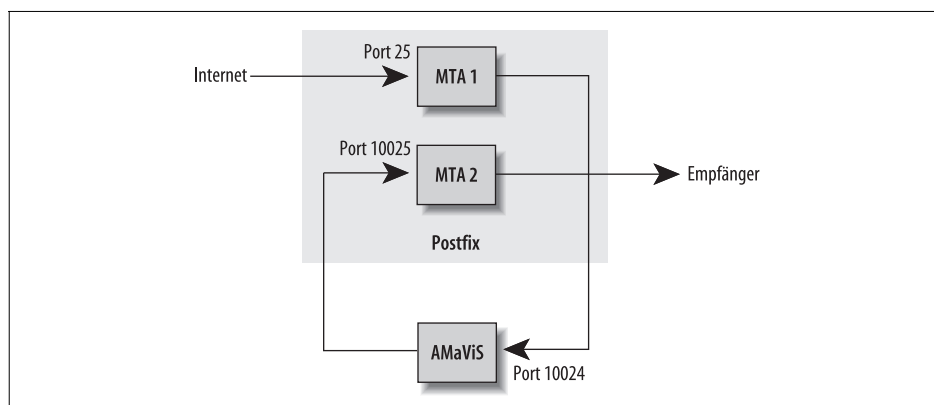 Port 25
Internet
MTA 1
Port 10025
MTA 2
Empfänger
Postfix
AMaViS
Port 10024